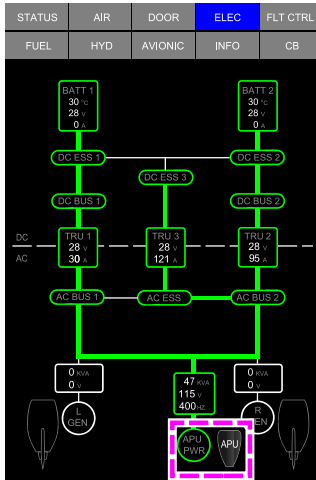 STATUS AIR DOOR ELEC FLT CTRL
FUEL HYD AVIONIC INFO CB
BATT 1 BATT 2
30 °C 30 °C
28 V 28 V
0 A 0 A
DC ESS 1 DC ESS 2
DC ESS 3
DC BUS 1 DC BUS 2
TRU 1 TRU 3 TRU 2
DC 28 V 28 V 28 V
AC 30 A 121 A 95 A
AC BUS 1 AC ESS AC BUS 2
0 KVA 47 KVA 0 KVA
0 V 115 V 0 V
400 HZ
L GEN R EN
APU PWR APU